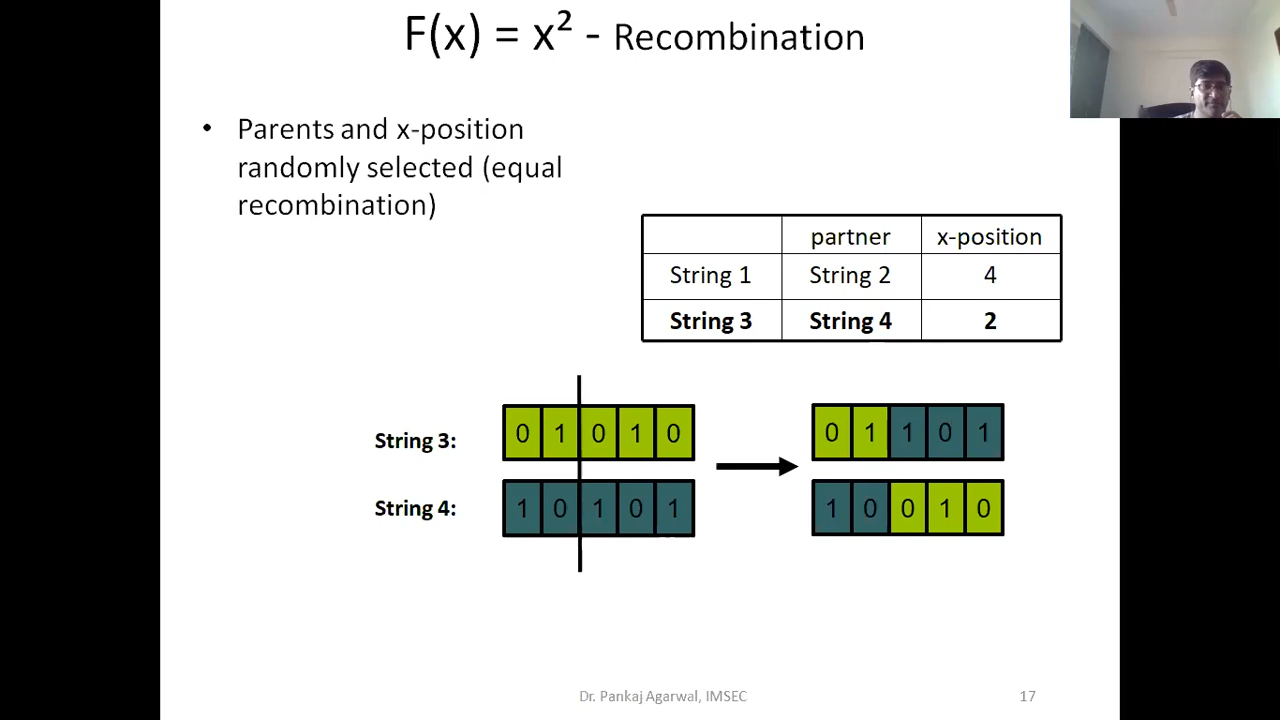 F(x) = x² - Recombination
• Parents and x-position
randomly selected (equal
recombination)
partner x-position
String 1 String 2 4
String 3 String 4 2
String 3: 0 1 0 1 0 0 1 1 0 1
String 4: 1 0 1 0 1 1 0 0 1 0
Dr. Pankaj Agarwal, IMSEC 17